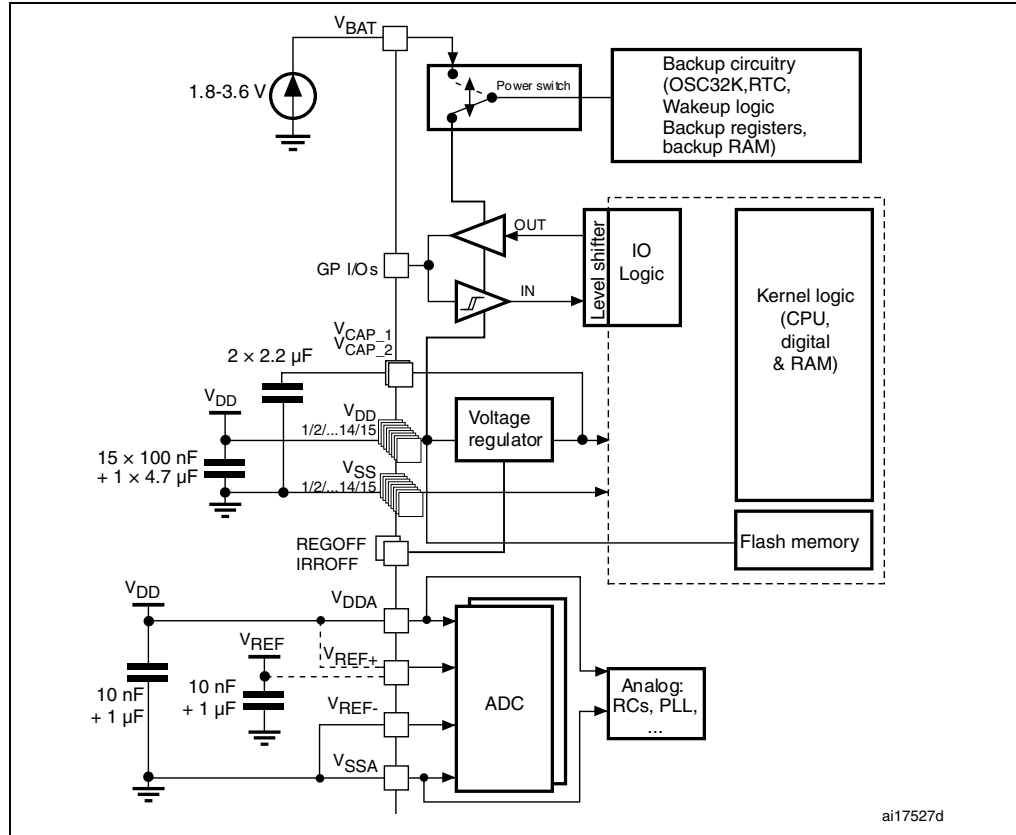 VBAT
1.8-3.6 V
Power switch
Backup circuitry
(OSC32K,RTC,
Wakeup logic
Backup registers,
backup RAM)
GP I/Os
OUT
IN
Level shifter
IO
Logic
Kernel logic
(CPU,
digital
& RAM)
VCAP_1
VCAP_2
2 × 2.2 µF
VDD
15 × 100 nF
+ 1 × 4.7 µF
VDD
1/2/...14/15
Voltage
regulator
VSS
1/2/...14/15
REGOFF
IRROFF
Flash memory
VDD
10 nF
+ 1 µF
VREF
10 nF
+ 1 µF
VDDA
VREF+
VREF-
VSSA
ADC
Analog:
RCs, PLL,
...
ai17527d